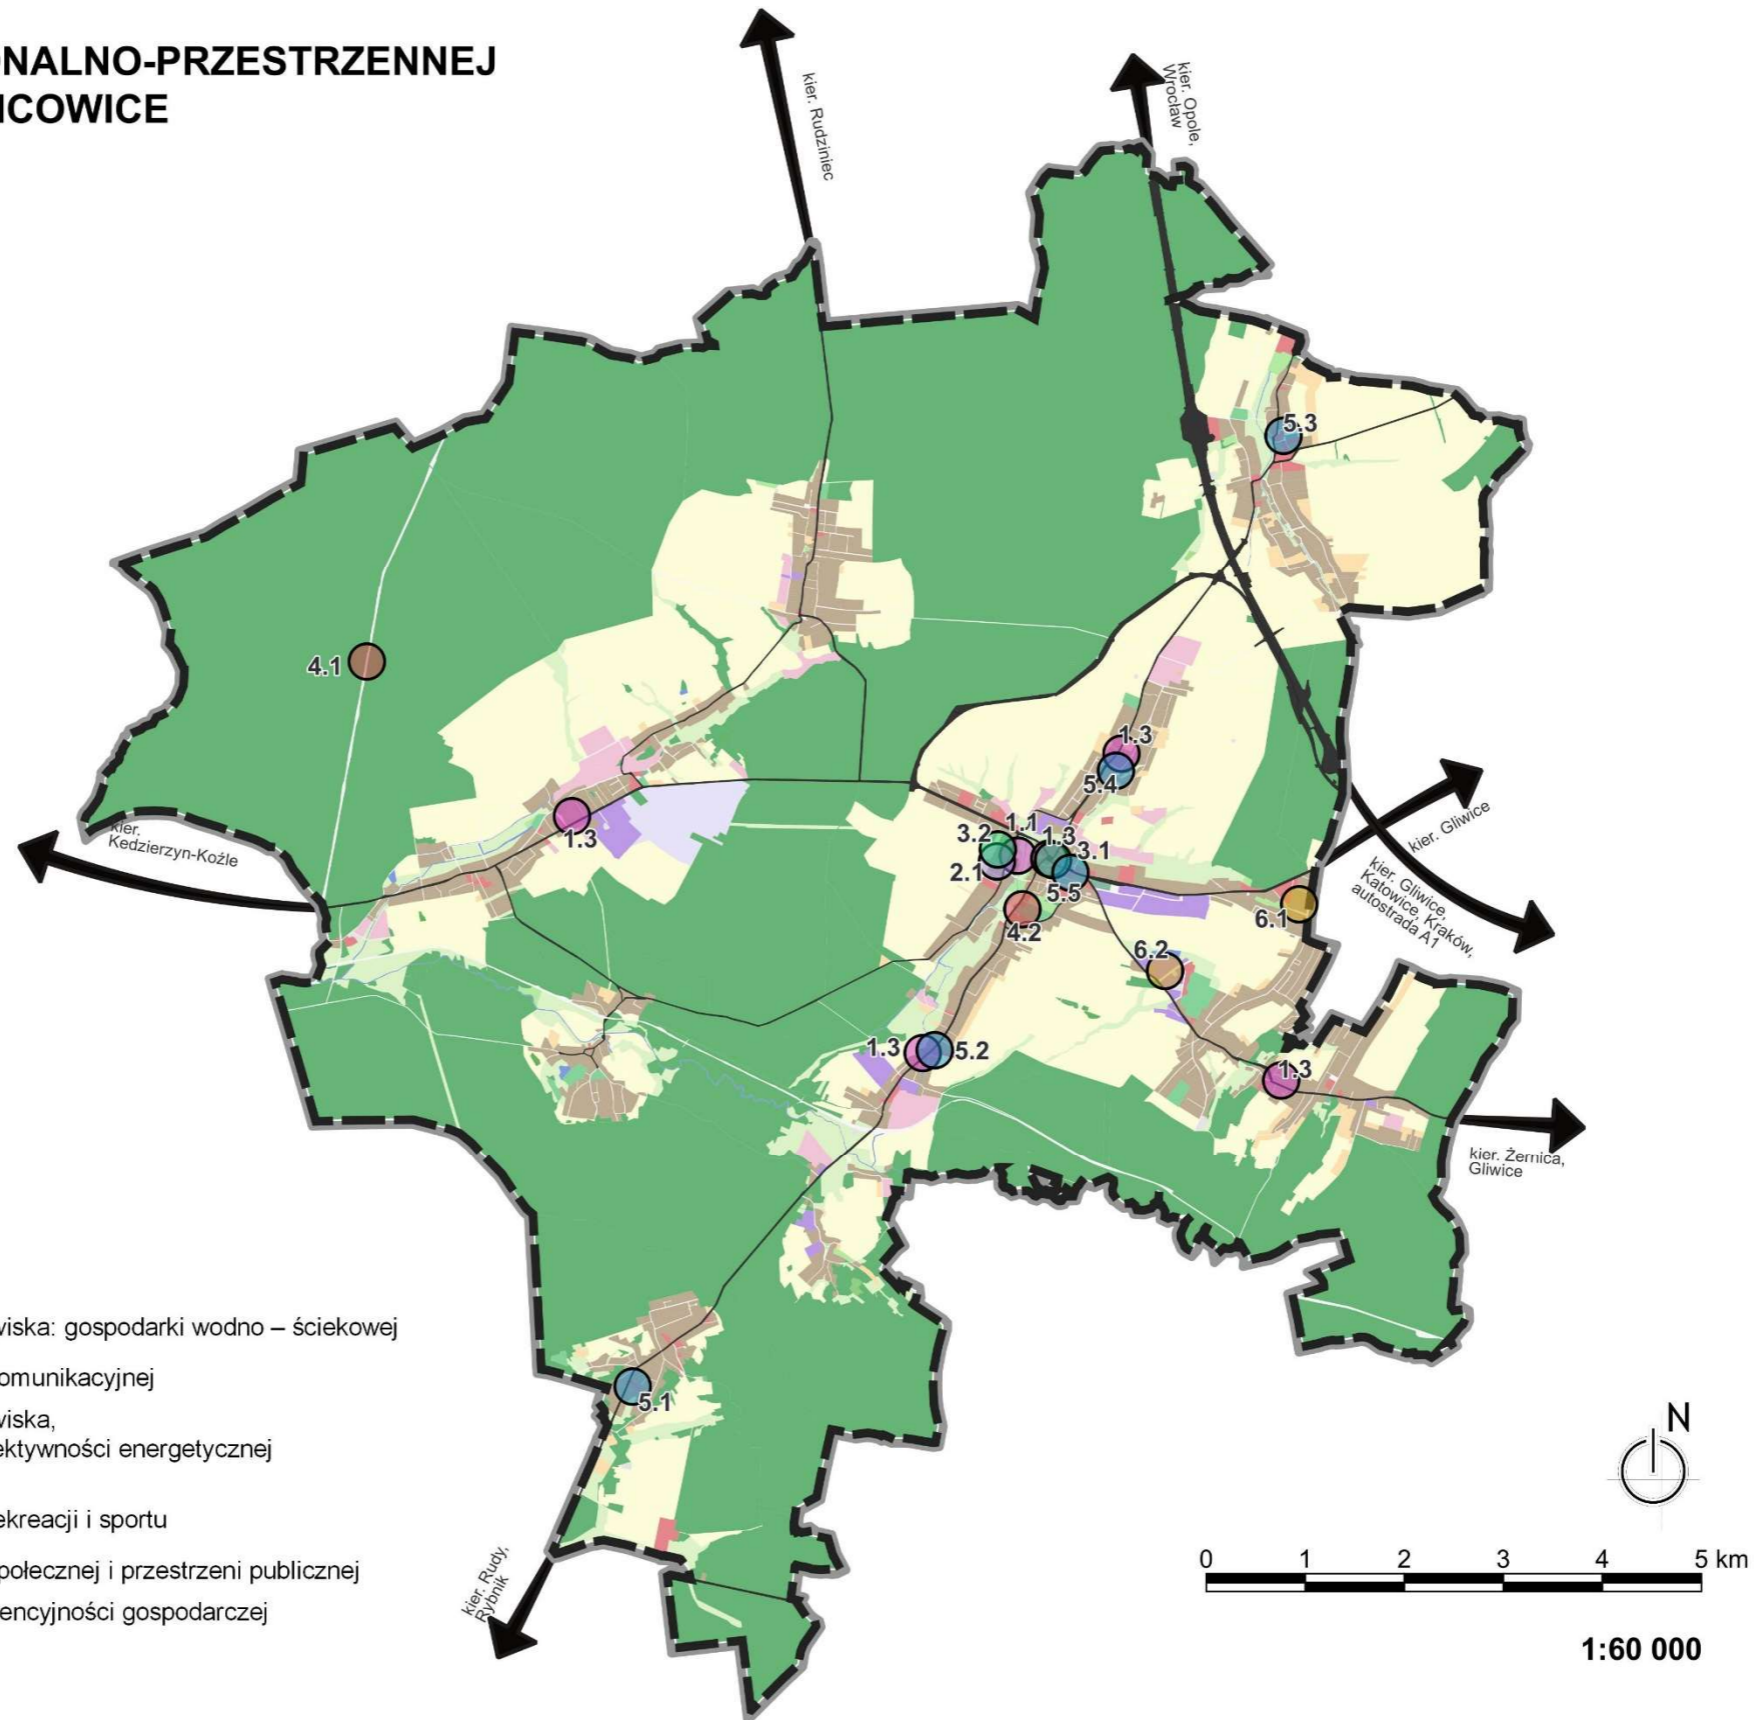 NALNO-PRZESTRZENNEJ
ICOWICE
kier. Rudziniec
kier. Opole,
Wrocław
5.3
4.1
1.3
5.4
kier.
Kedzierzyn-Koźle
1.3
3.2
1.1
1.3
3.1
2.1
5.5
4.2
6.1
6.2
kier. Gliwice
kier. Gliwice,
Katowice, Kraków,
autostrada A1
1.3
5.2
1.3
kier. Żernica,
Gliwice
5.1
kier. Rudy,
Rybnik
wiska: gospodarki wodno – ściekowej
omunikacyjnej
wiska,
ektywności energetycznej
ekreacji i sportu
połecznej i przestrzeni publicznej
encyjności gospodarczej
N
0 1 2 3 4 5 km
1:60 000